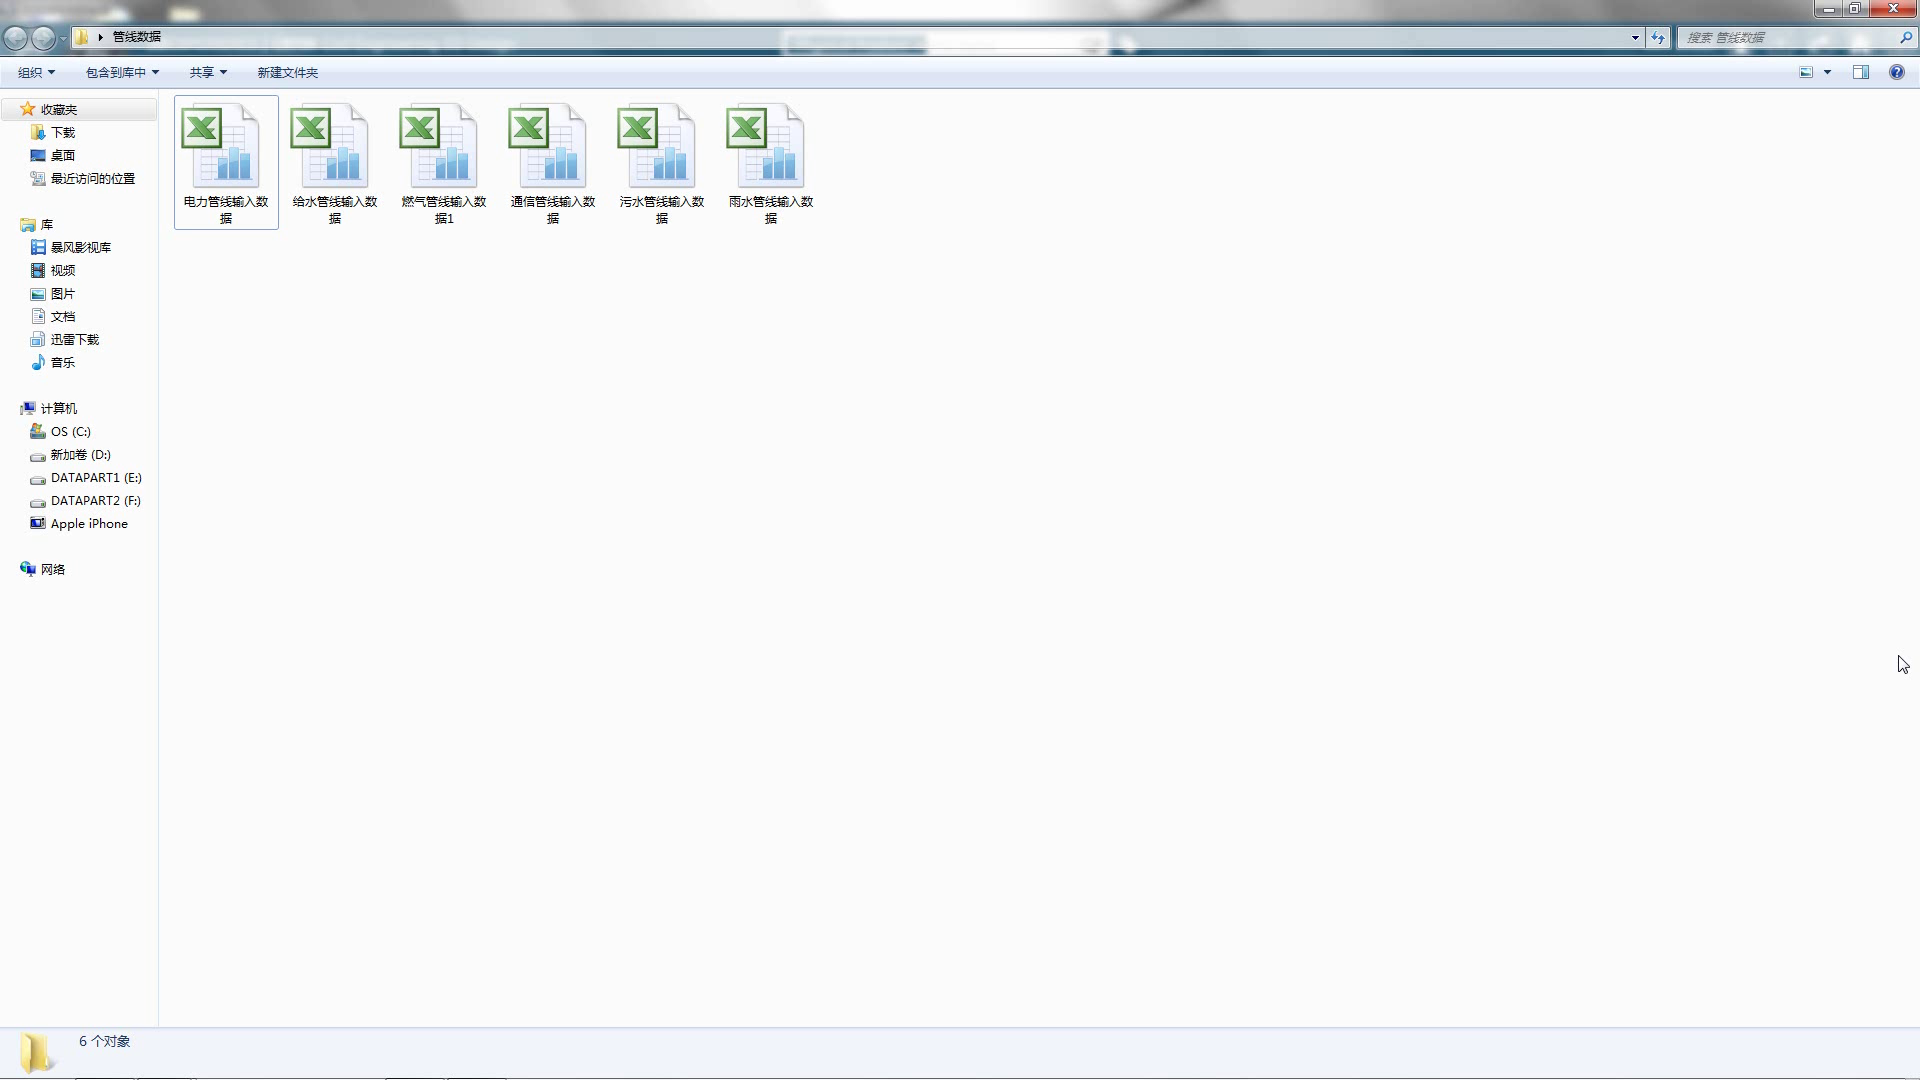 管线数据
搜索 管线数据
组织
包含到库中
共享
新建文件夹
收藏夹
下载
桌面
最近访问的位置
库
暴风影视库
视频
图片
文档
迅雷下载
音乐
计算机
OS (C:)
新加卷 (D:)
DATAPART1 (E:)
DATAPART2 (F:)
Apple iPhone
网络
电力管线输入数
据
给水管线输入数
据
燃气管线输入数
据1
通信管线输入数
据
污水管线输入数
据
雨水管线输入数
据
6 个对象